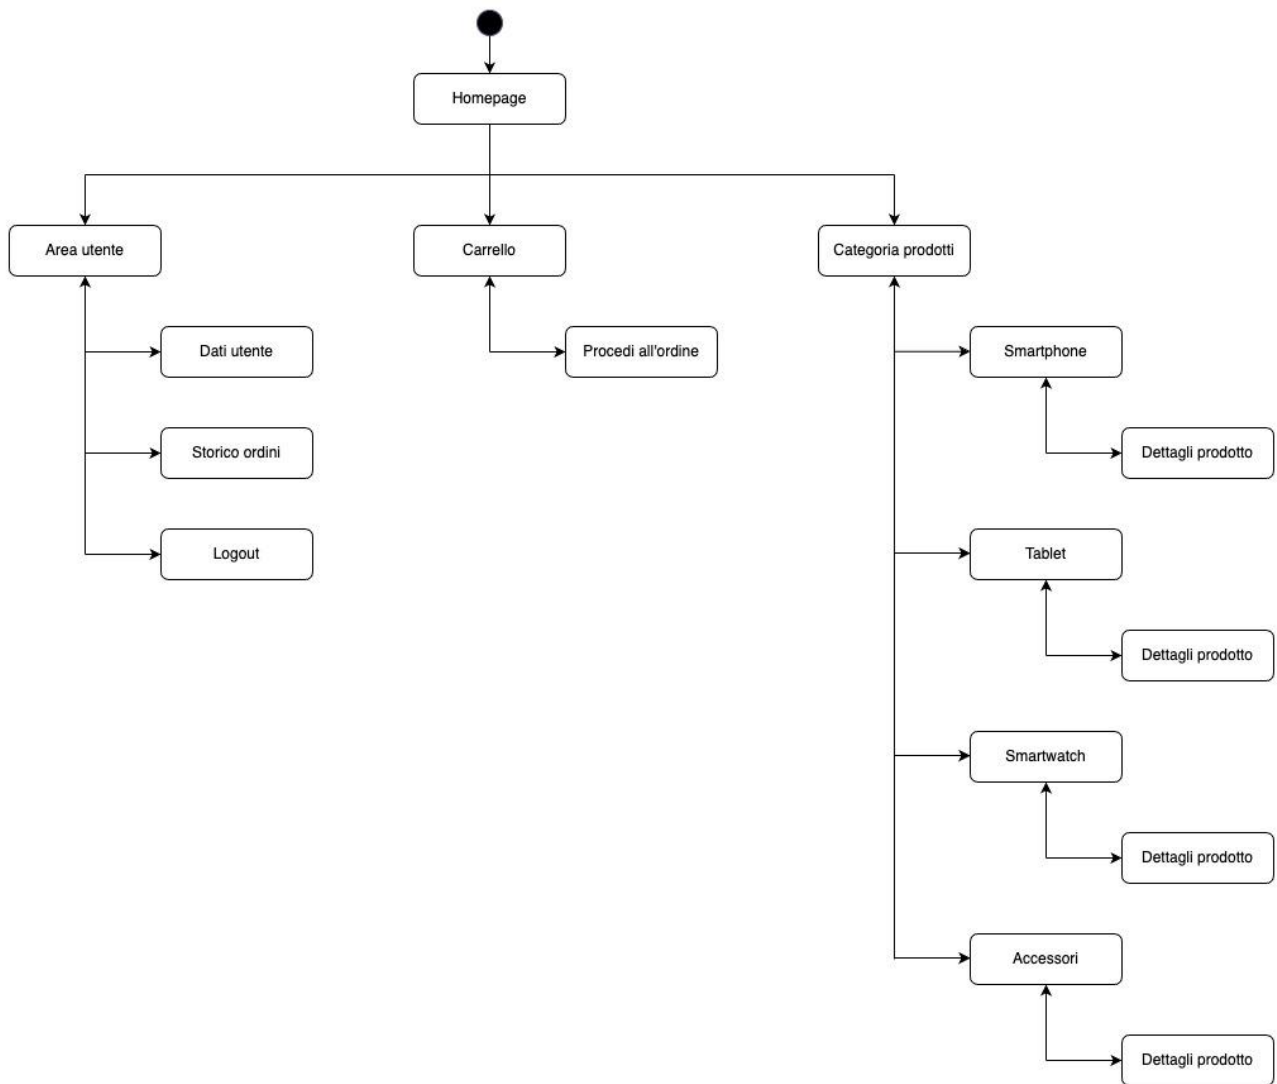 Homepage
Area utente
Carrello
Categoria prodotti
Dati utente
Procedi all'ordine
Smartphone
Storico ordini
Dettagli prodotto
Logout
Tablet
Dettagli prodotto
Smartwatch
Dettagli prodotto
Accessori
Dettagli prodotto